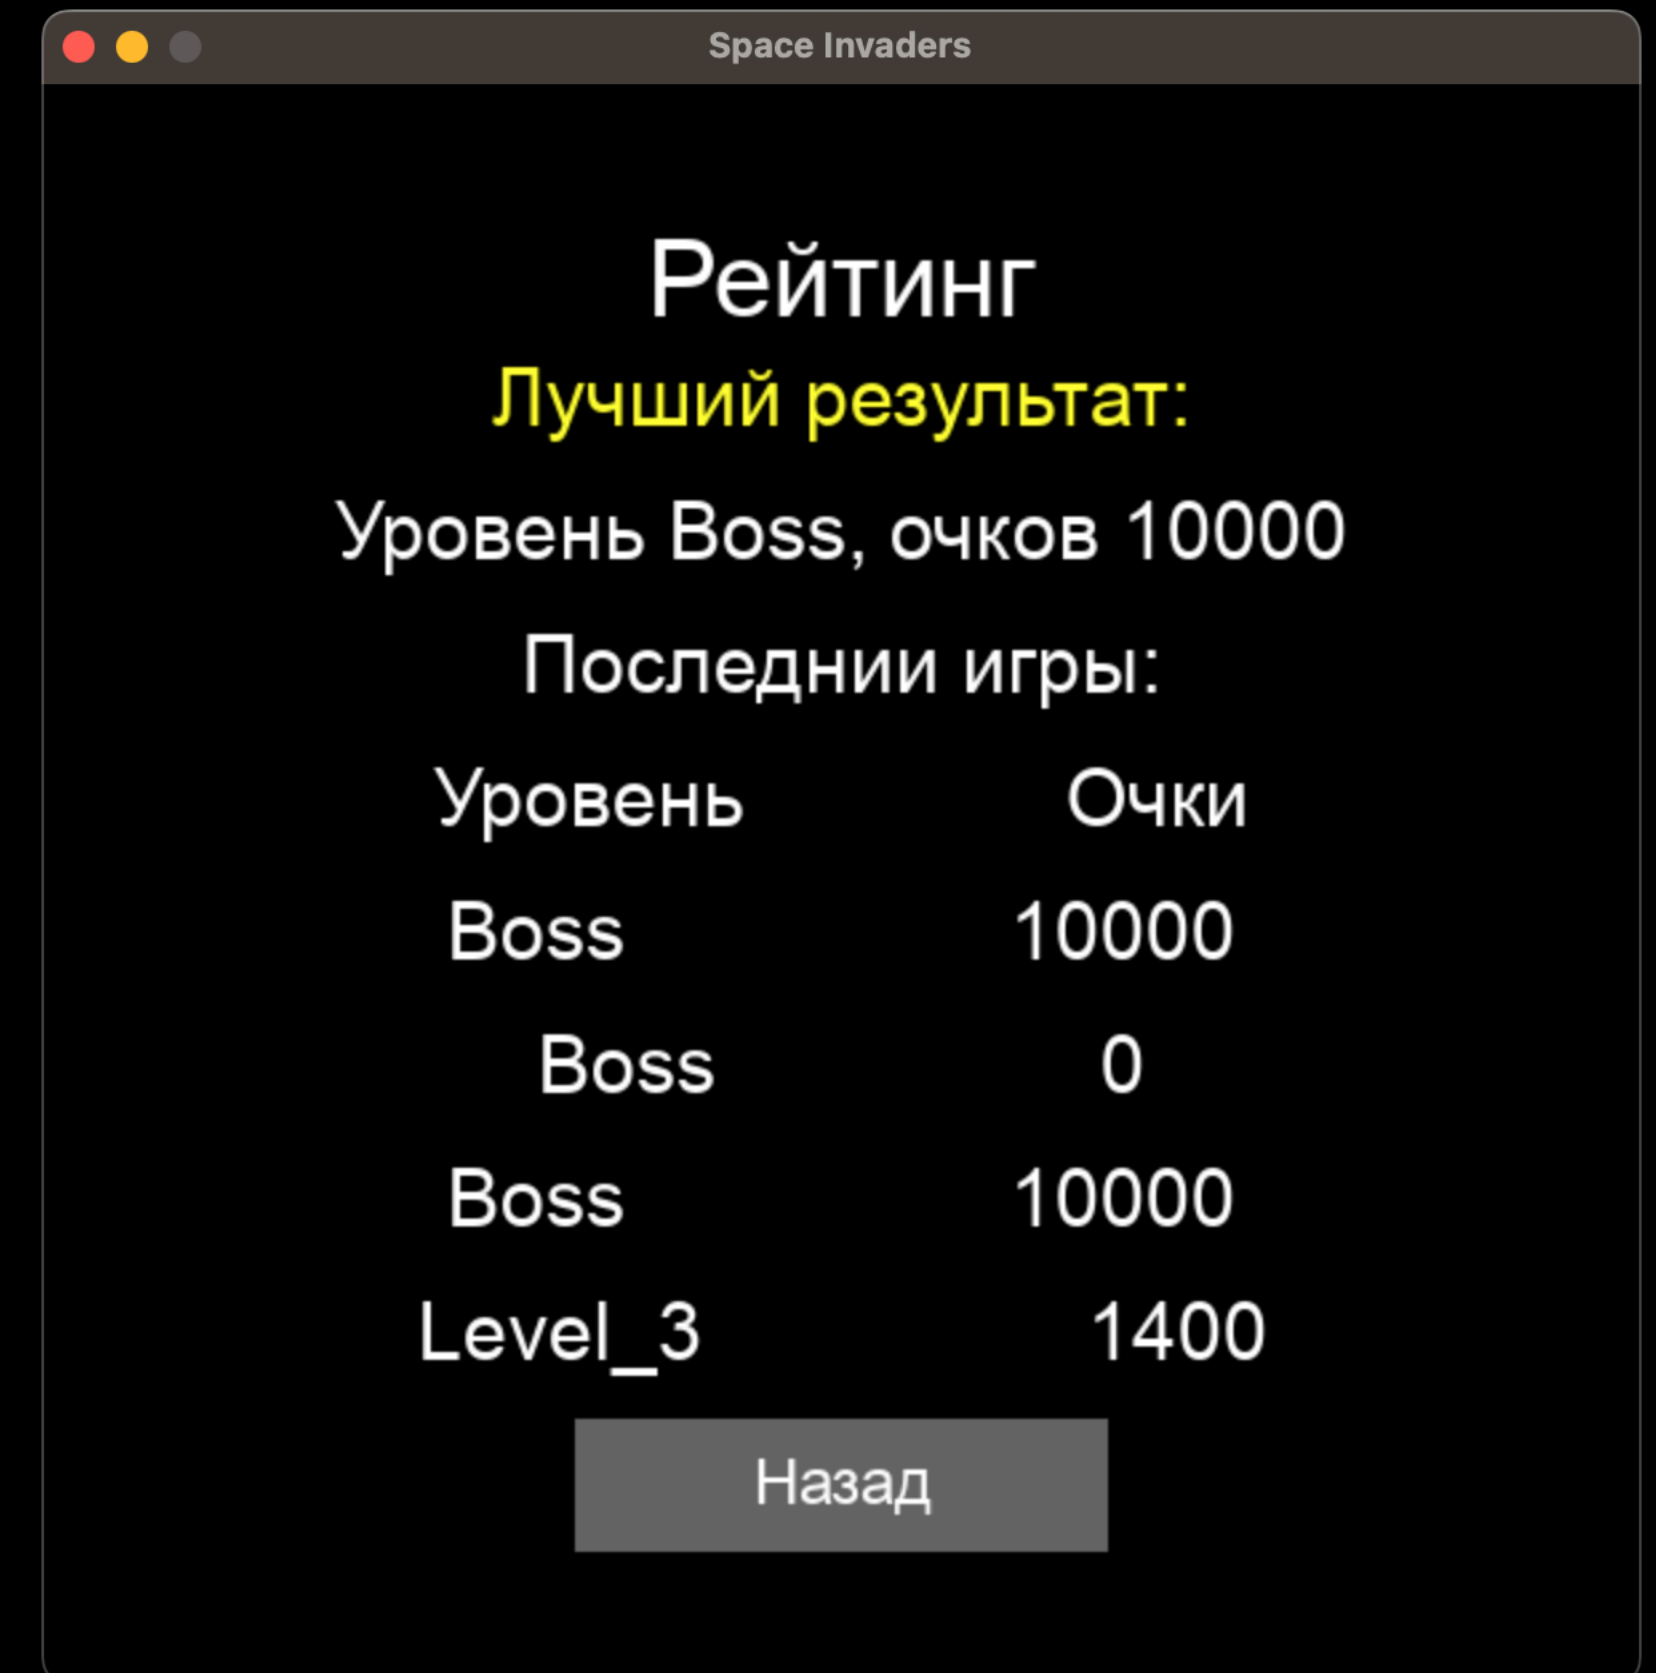 Space Invaders
Рейтинг
Лучший результат:
Уровень Boss, очков 10000
Последнии игры:
Уровень Очки
Boss 10000
Boss 0
Boss 10000
Level_3 1400
Назад